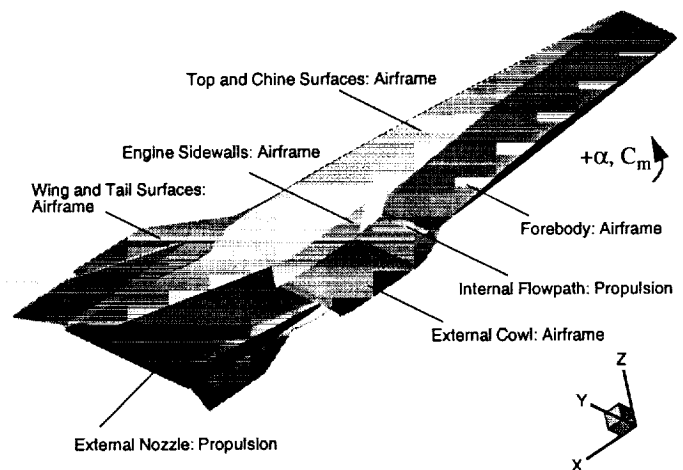 Top and Chine Surfaces: Airframe
Engine Sidewalls: Airframe
+α, Cm
Wing and Tail Surfaces:
Airframe
Forebody: Airframe
Internal Flowpath: Propulsion
External Cowl: Airframe
Z
Y
X
External Nozzle: Propulsion